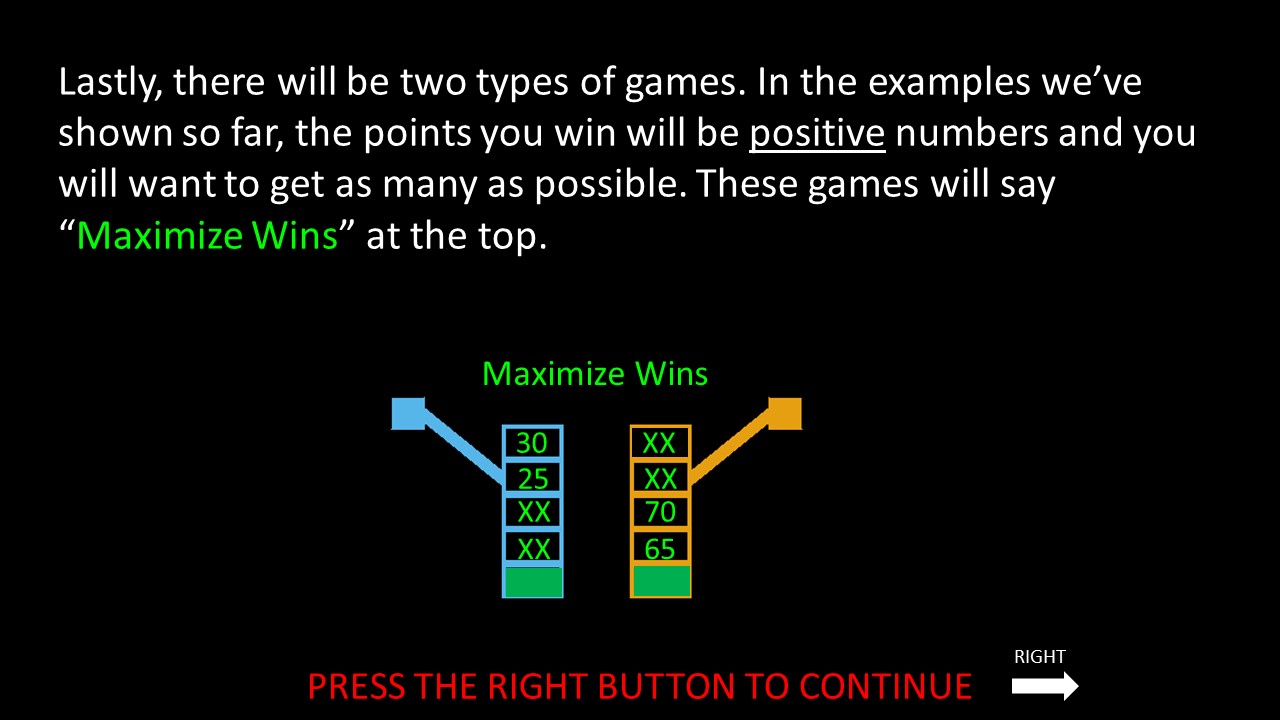 Lastly, there will be two types of games. In the examples we’ve
shown so far, the points you win will be positive numbers and you
will want to get as many as possible. These games will say
“Maximize Wins” at the top.
Maximize Wins
30 XX
25 XX
XX 70
XX 65
RIGHT
PRESS THE RIGHT BUTTON TO CONTINUE